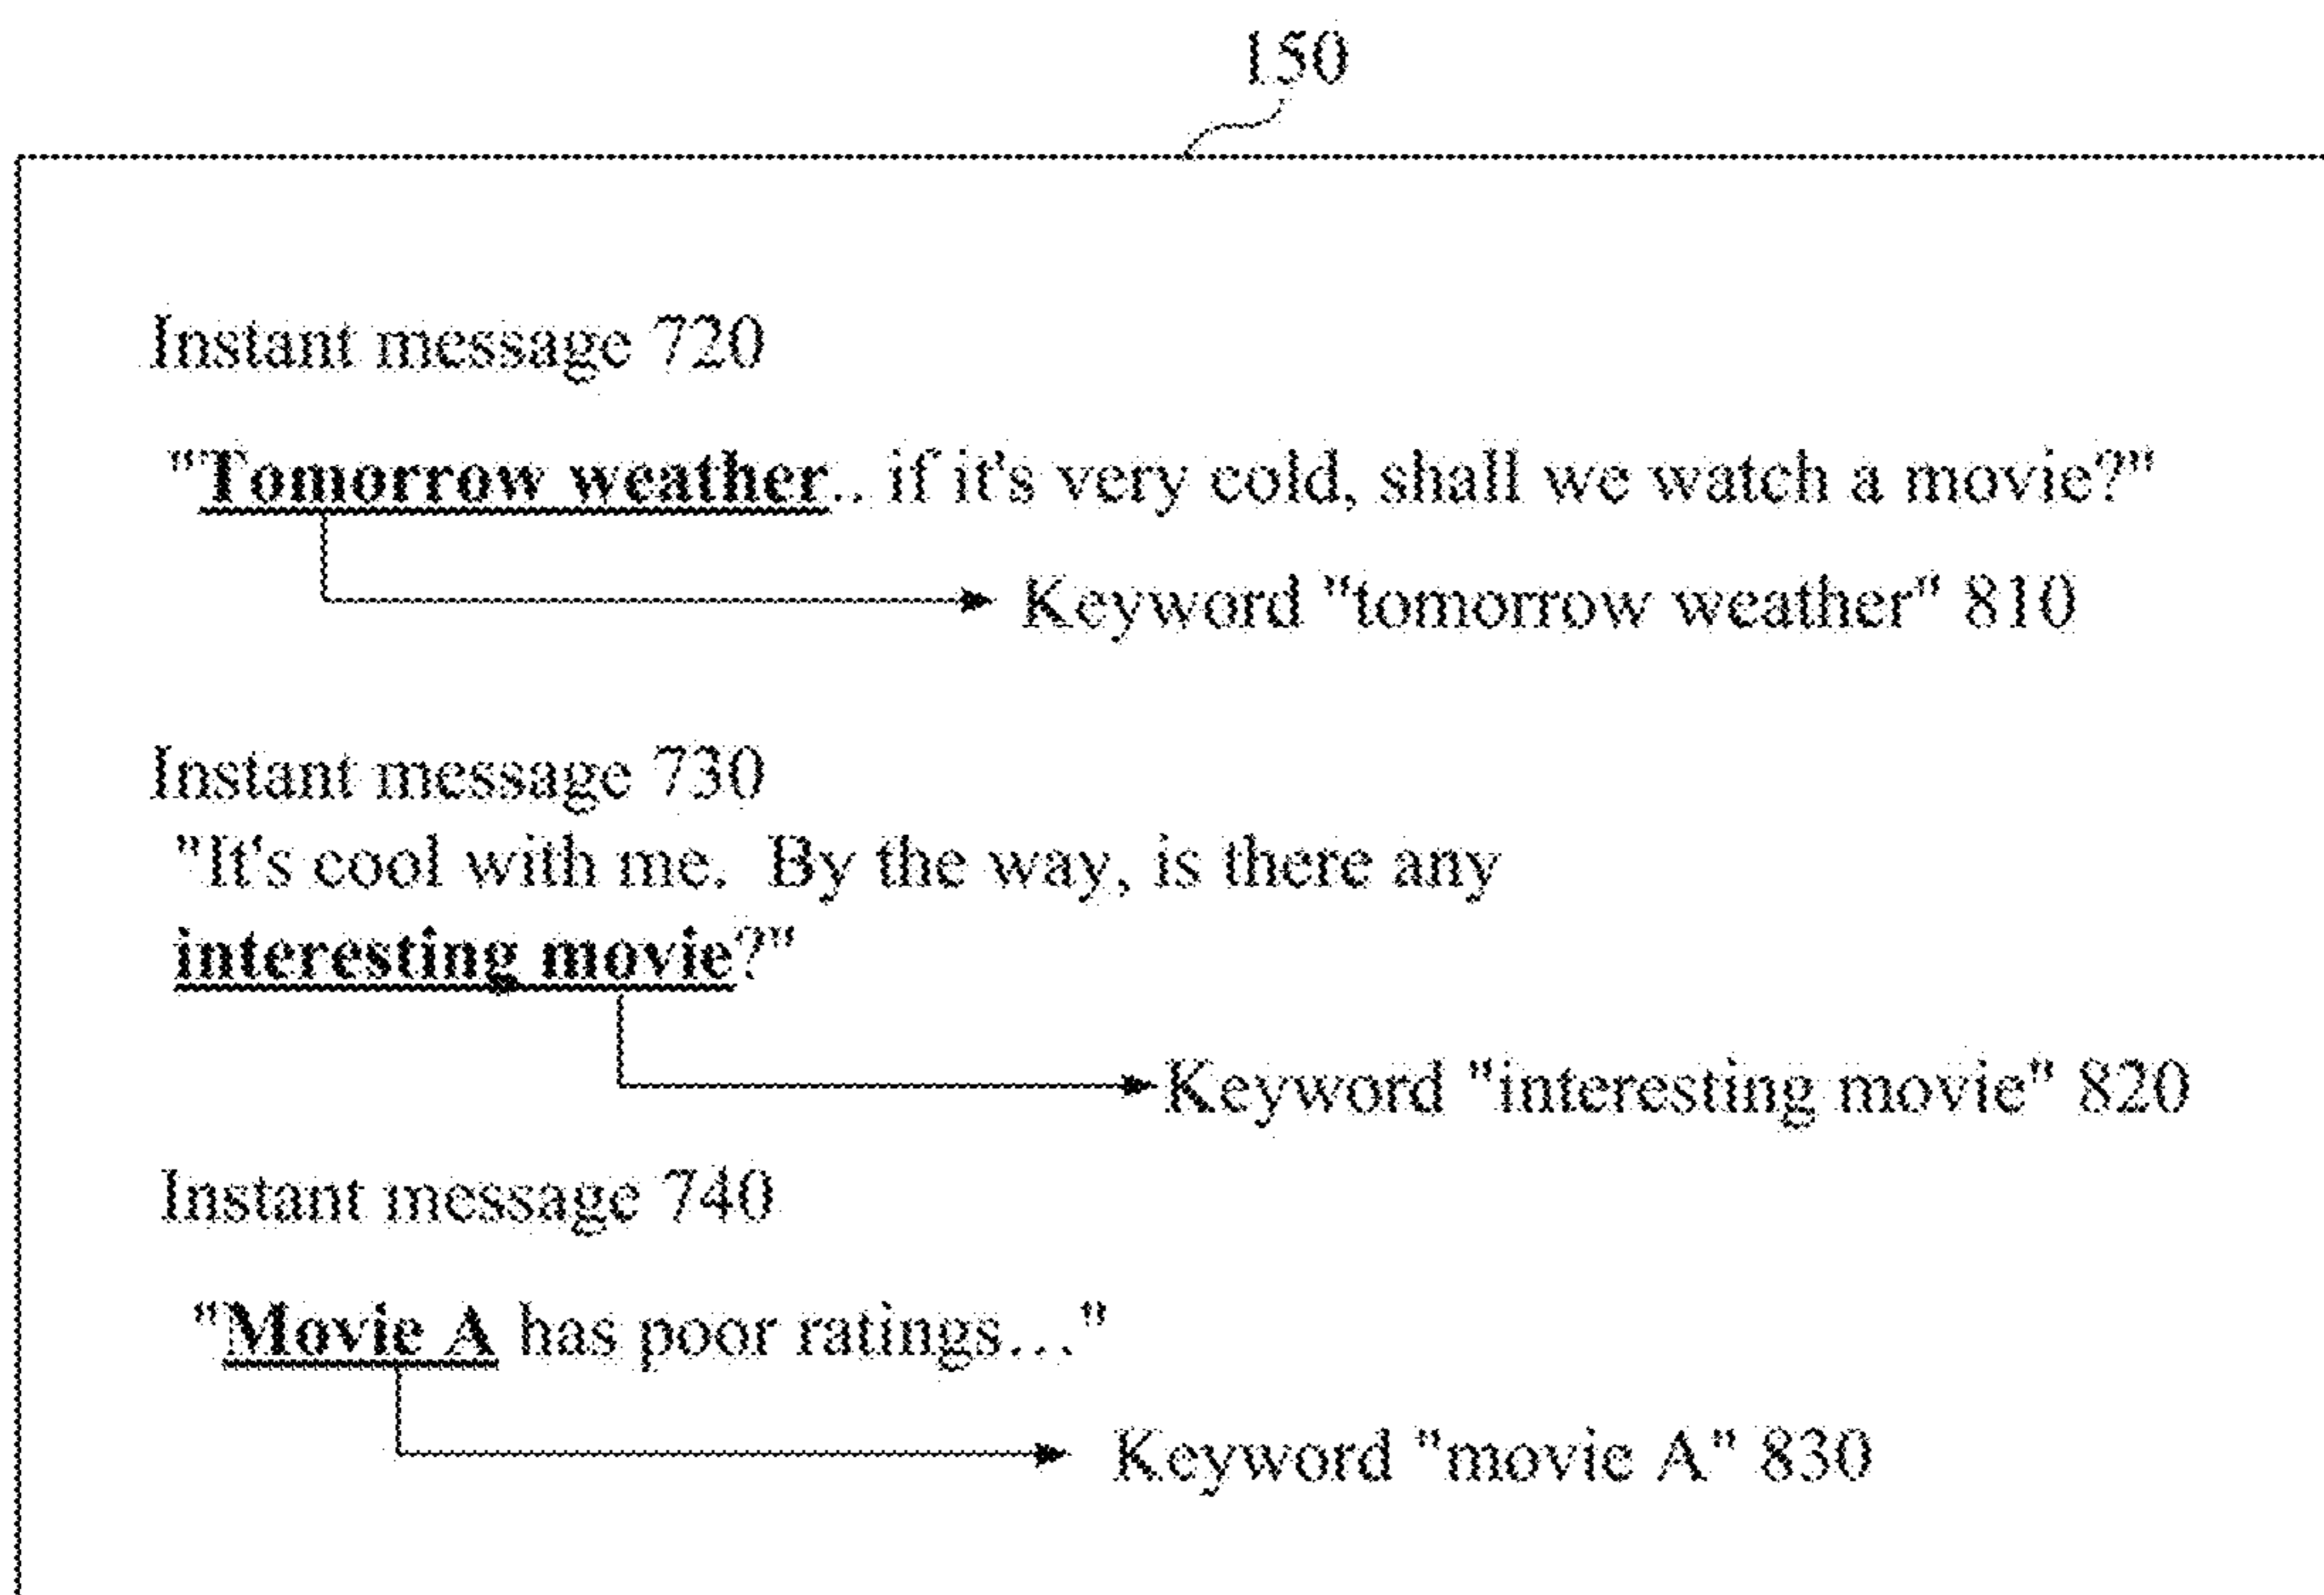 150
Instant message 720
"Tomorrow weather.. if it's very cold, shall we watch a movie?"
Keyword "tomorrow weather" 810
Instant message 730
"It's cool with me. By the way, is there any
interesting movie?"
Keyword "interesting movie" 820
Instant message 740
"Movie A has poor ratings..."
Keyword "movie A" 830